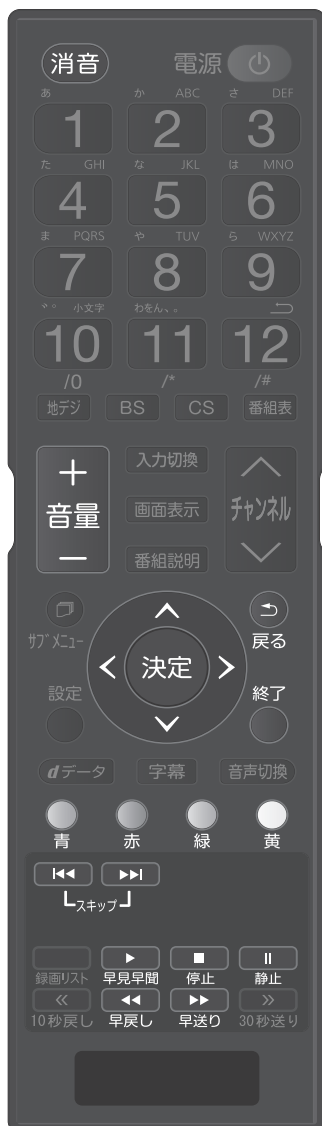 消音 電源
あ か ABC さ DEF
1 2 3
た GHI な JKL は MNO
4 5 6
ま PQRS や TUV ら WXYZ
7 8 9
゛゜ 小文字 わをん、。
10 11 12
/0 /* /#
地デジ BS CS 番組表
+ 入力切換
音量 画面表示 チャンネル
− 番組説明
サブメニュー 戻る
決定
設定 終了
dデータ 字幕 音声切換
青 赤 緑 黄
スキップ
録画リスト 早見早聞 停止 静止
10秒戻し 早戻し 早送り 30秒送り